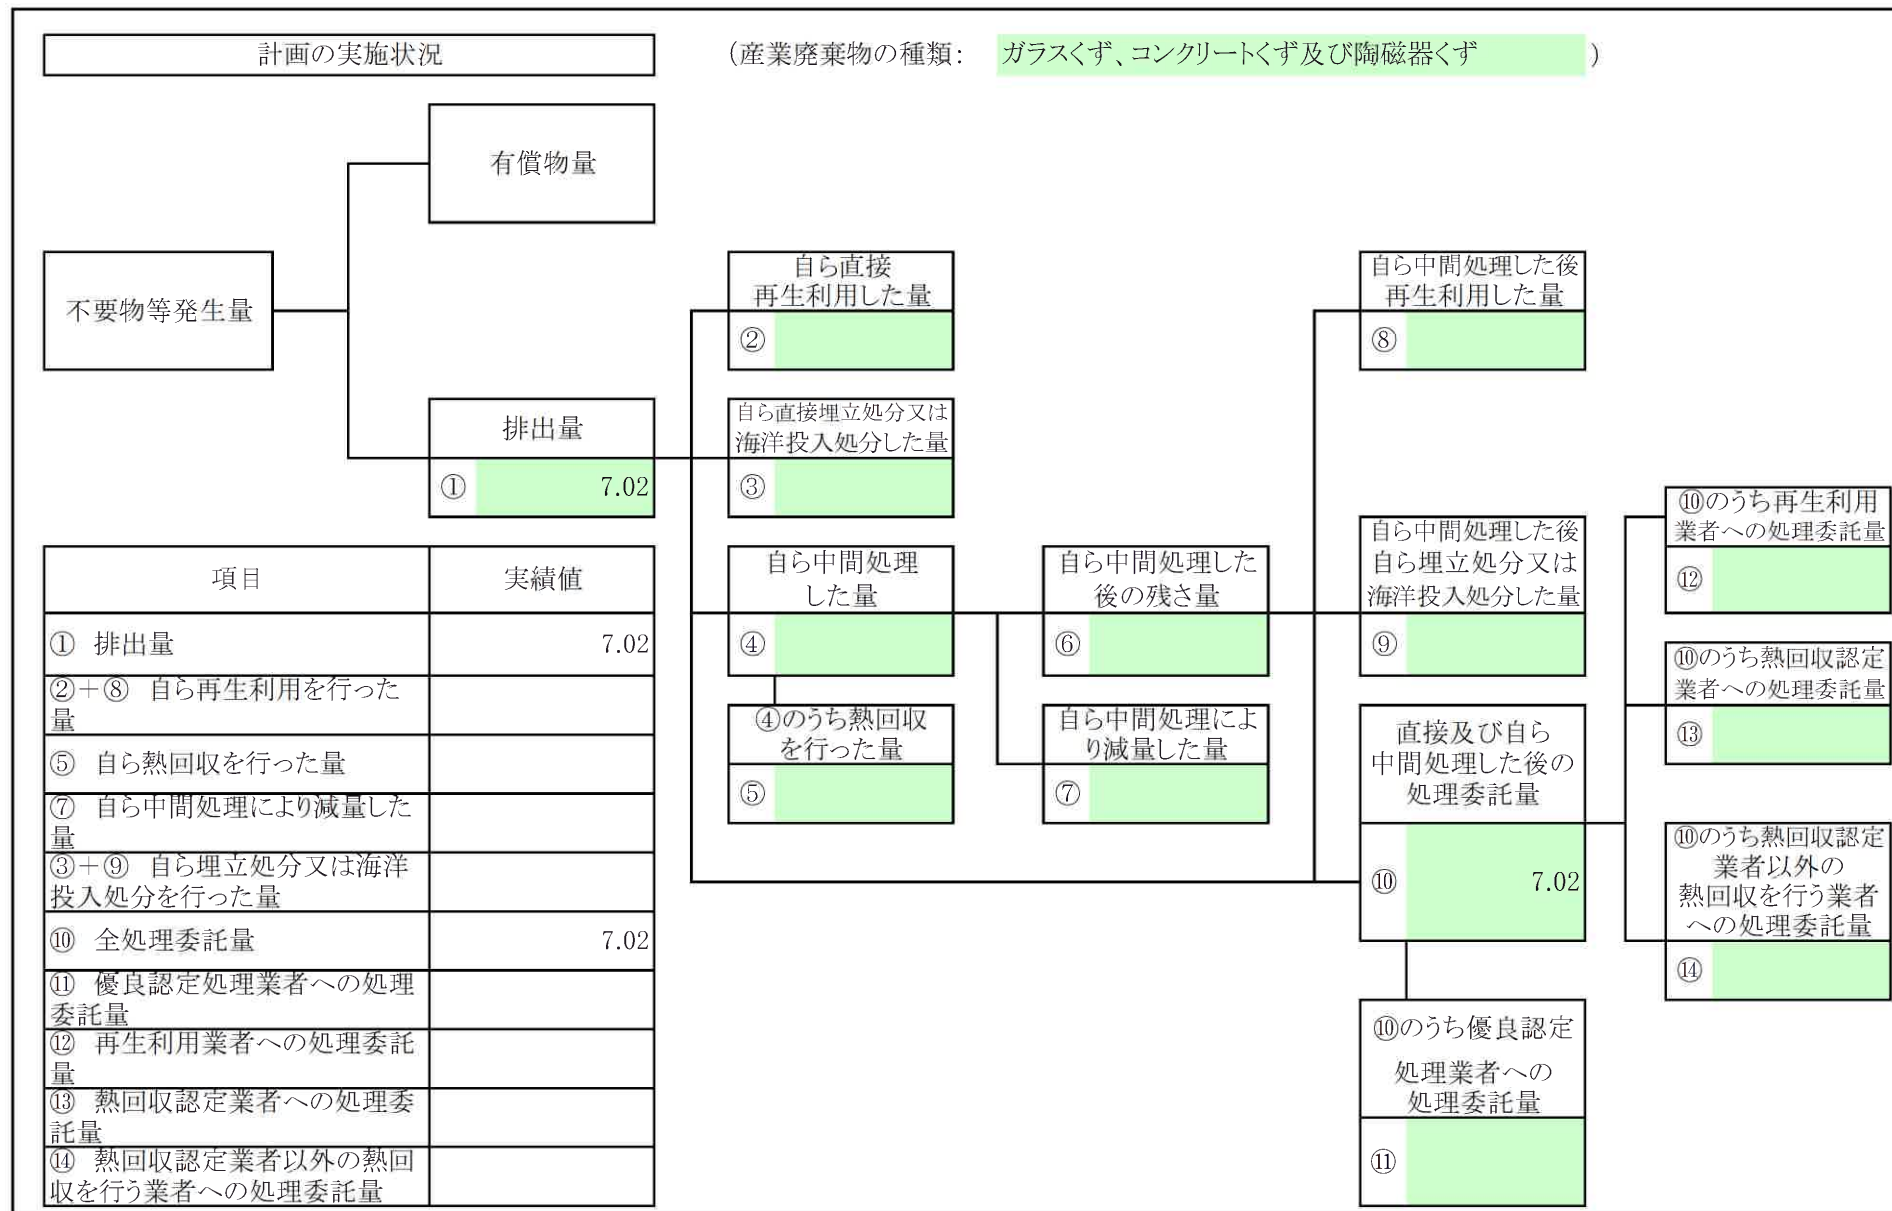 計画の実施状況
（産業廃棄物の種類： ガラスくず、コンクリートくず及び陶磁器くず ）
有償物量
不要物等発生量
排出量
① 7.02
自ら直接
再生利用した量
②
自ら直接埋立処分又は
海洋投入処分した量
③
自ら中間処理
した量
④
④のうち熱回収
を行った量
⑤
自ら中間処理した
後の残さ量
⑥
自ら中間処理によ
り減量した量
⑦
自ら中間処理した後
再生利用した量
⑧
自ら中間処理した後
自ら埋立処分又は
海洋投入処分した量
⑨
直接及び自ら
中間処理した後の
処理委託量
⑩ 7.02
⑩のうち優良認定
処理業者への
処理委託量
⑪
⑩のうち再生利用
業者への処理委託量
⑫
⑩のうち熱回収認定
業者への処理委託量
⑬
⑩のうち熱回収認定
業者以外の
熱回収を行う業者
への処理委託量
⑭
項目 実績値
① 排出量 7.02
②＋⑧ 自ら再生利用を行った
量
⑤ 自ら熱回収を行った量
⑦ 自ら中間処理により減量した
量
③＋⑨ 自ら埋立処分又は海洋
投入処分を行った量
⑩ 全処理委託量 7.02
⑪ 優良認定処理業者への処理
委託量
⑫ 再生利用業者への処理委託
量
⑬ 熱回収認定業者への処理委
託量
⑭ 熱回収認定業者以外の熱回
収を行う業者への処理委託量